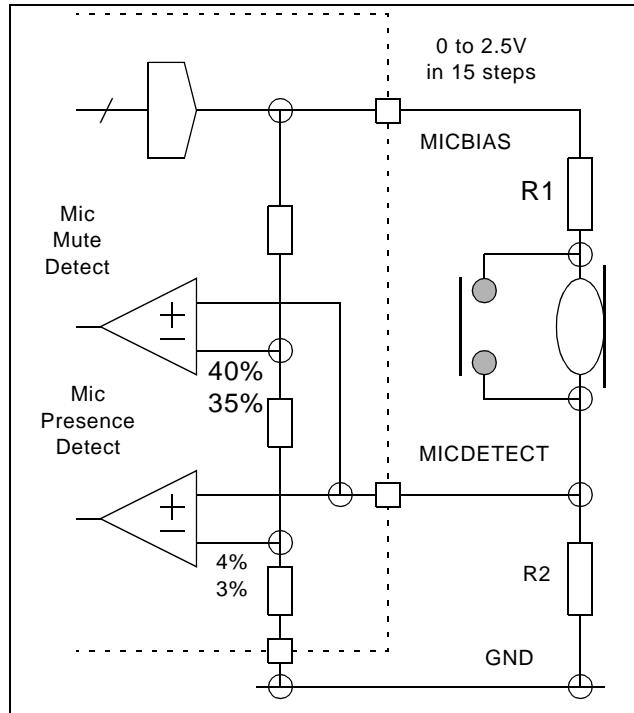 0 to 2.5V
in 15 steps
MICBIAS
R1
Mic
Mute
Detect
+
−
40%
35%
Mic
Presence
Detect
MICDETECT
+
−
4%
3%
R2
GND